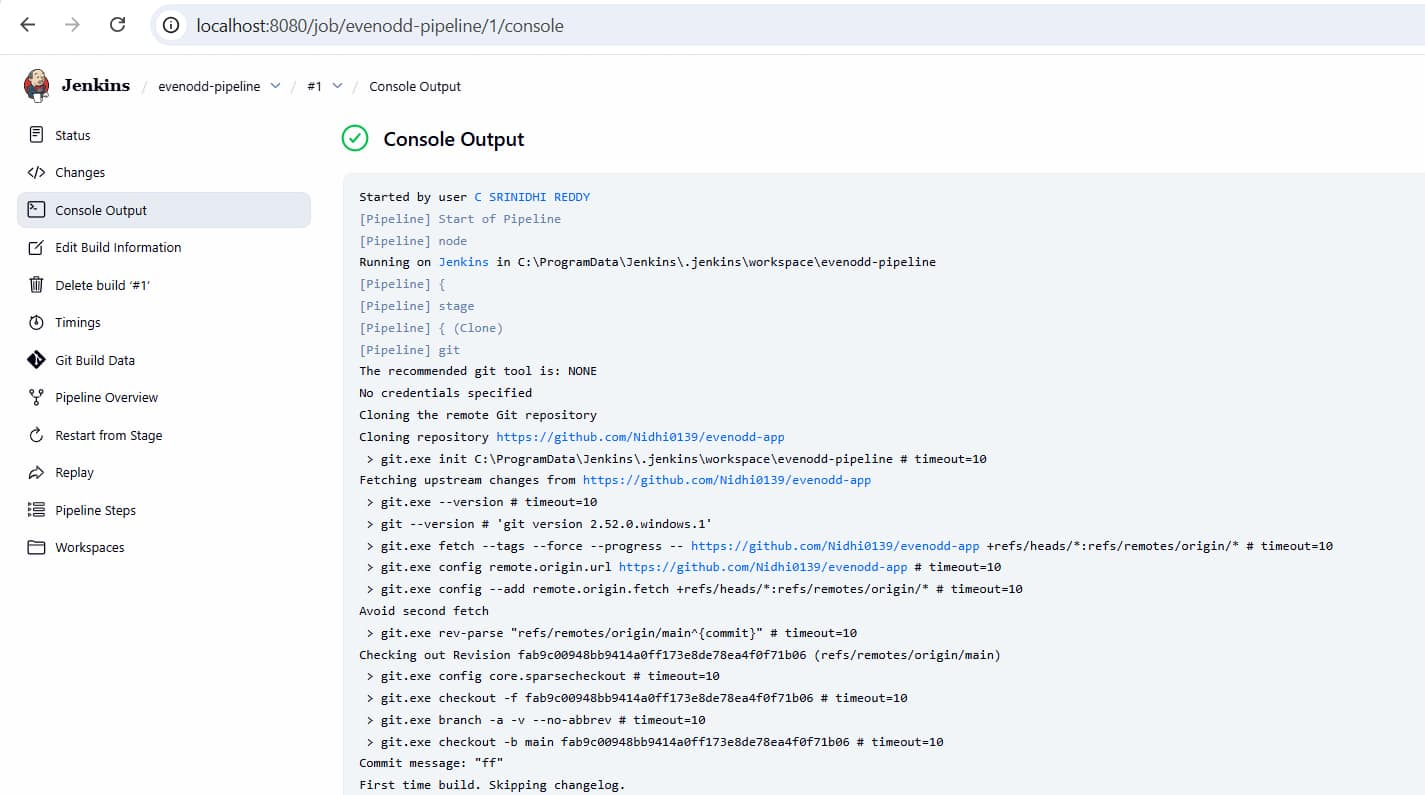 localhost:8080/job/evenodd-pipeline/1/console
Jenkins / evenodd-pipeline / #1 / Console Output
Status
Changes
Console Output
Edit Build Information
Delete build ‘#1’
Timings
Git Build Data
Pipeline Overview
Restart from Stage
Replay
Pipeline Steps
Workspaces
Console Output
Started by user C SRINIDHI REDDY
[Pipeline] Start of Pipeline
[Pipeline] node
Running on Jenkins in C:\ProgramData\Jenkins\.jenkins\workspace\evenodd-pipeline
[Pipeline] {
[Pipeline] stage
[Pipeline] { (Clone)
[Pipeline] git
The recommended git tool is: NONE
No credentials specified
Cloning the remote Git repository
Cloning repository https://github.com/Nidhi0139/evenodd-app
 > git.exe init C:\ProgramData\Jenkins\.jenkins\workspace\evenodd-pipeline # timeout=10
Fetching upstream changes from https://github.com/Nidhi0139/evenodd-app
 > git.exe --version # timeout=10
 > git --version # 'git version 2.52.0.windows.1'
 > git.exe fetch --tags --force --progress -- https://github.com/Nidhi0139/evenodd-app +refs/heads/*:refs/remotes/origin/* # timeout=10
 > git.exe config remote.origin.url https://github.com/Nidhi0139/evenodd-app # timeout=10
 > git.exe config --add remote.origin.fetch +refs/heads/*:refs/remotes/origin/* # timeout=10
Avoid second fetch
 > git.exe rev-parse "refs/remotes/origin/main^{commit}" # timeout=10
Checking out Revision fab9c00948bb9414a0ff173e8de78ea4f0f71b06 (refs/remotes/origin/main)
 > git.exe config core.sparsecheckout # timeout=10
 > git.exe checkout -f fab9c00948bb9414a0ff173e8de78ea4f0f71b06 # timeout=10
 > git.exe branch -a -v --no-abbrev # timeout=10
 > git.exe checkout -b main fab9c00948bb9414a0ff173e8de78ea4f0f71b06 # timeout=10
Commit message: "ff"
First time build. Skipping changelog.